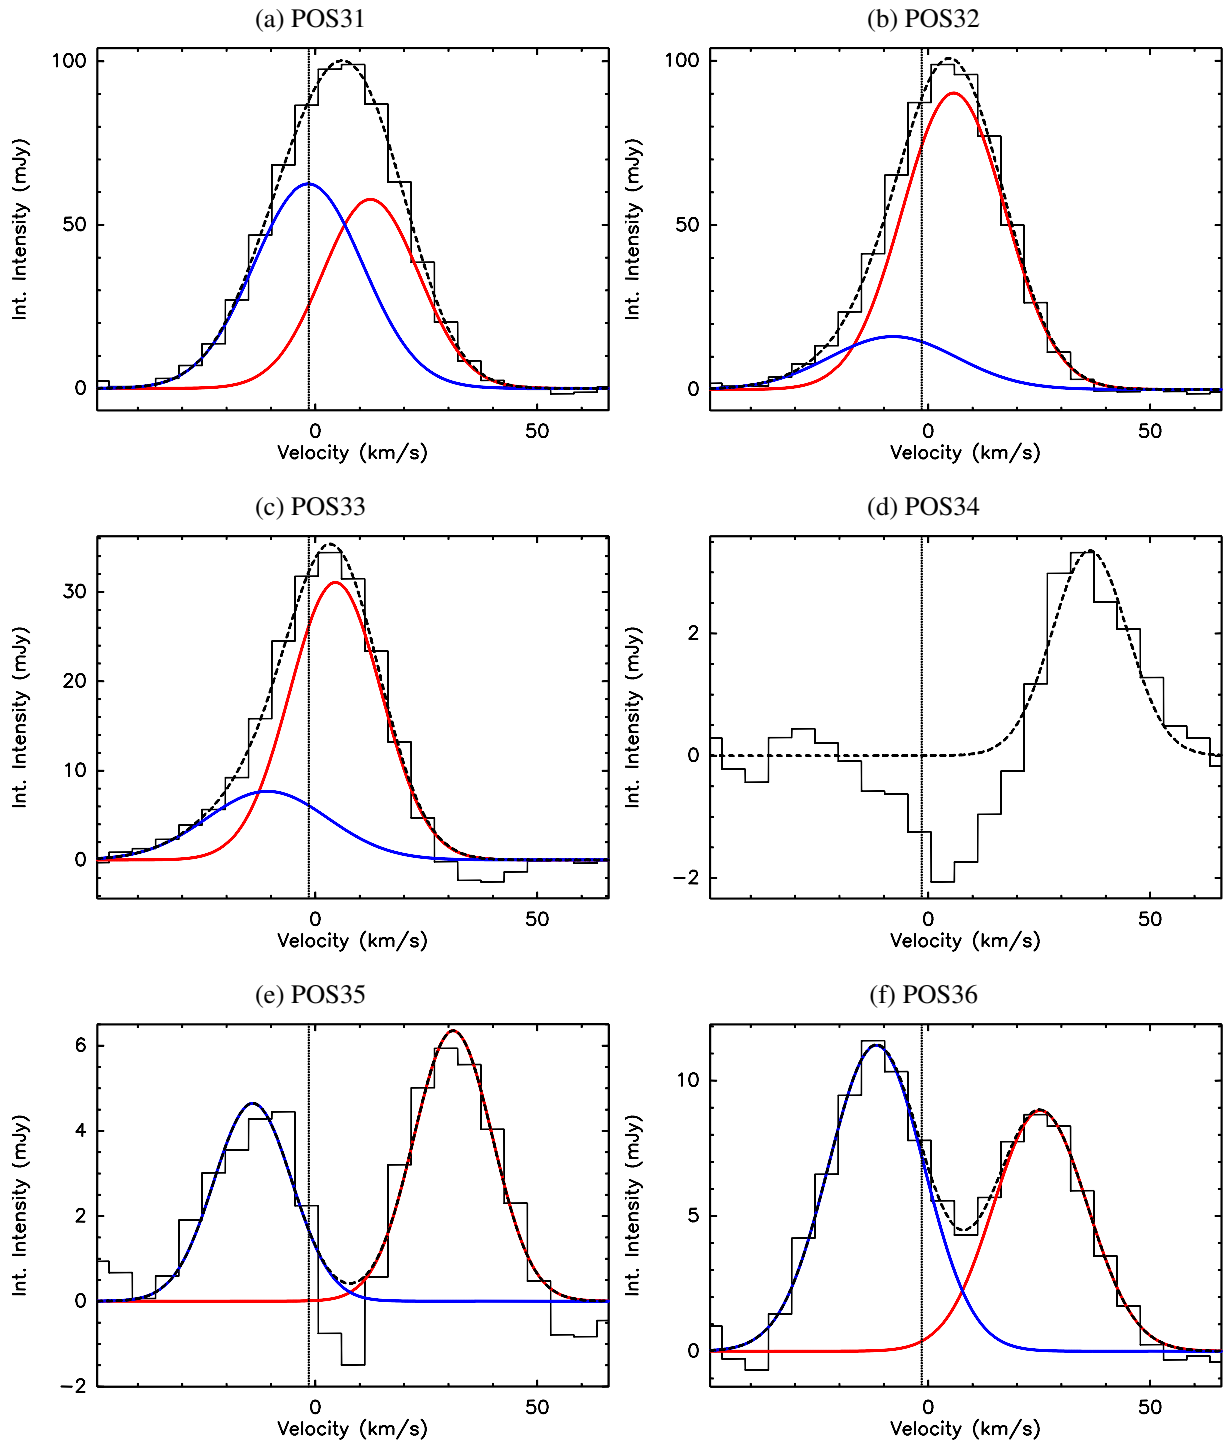 (a) POS31
(b) POS32
100
50
0
Int. Intensity (mJy)
0
50
Velocity (km/s)
100
50
0
Int. Intensity (mJy)
0
50
Velocity (km/s)
(c) POS33
(d) POS34
30
20
10
0
Int. Intensity (mJy)
0
50
Velocity (km/s)
2
0
−2
Int. Intensity (mJy)
0
50
Velocity (km/s)
(e) POS35
(f) POS36
6
4
2
0
−2
Int. Intensity (mJy)
0
50
Velocity (km/s)
10
5
0
Int. Intensity (mJy)
0
50
Velocity (km/s)